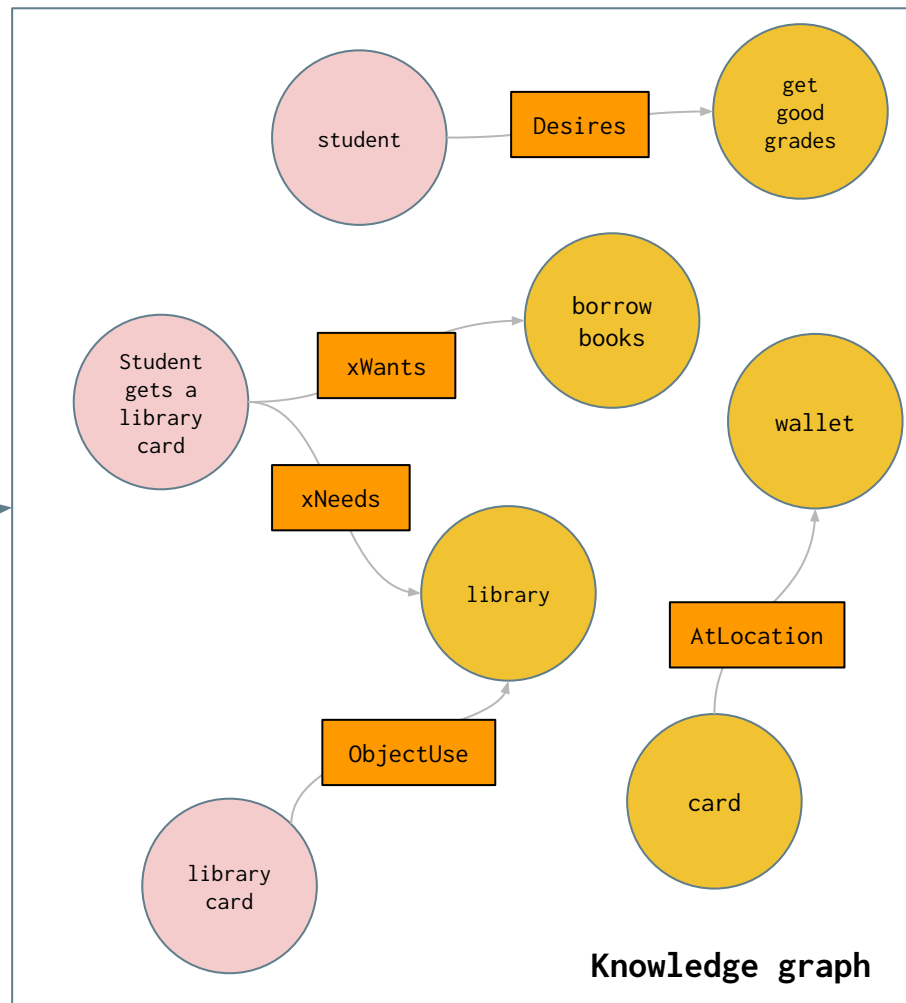 student
Desires
get
good
grades
borrow
books
Student
gets a
library
card
xWants
wallet
xNeeds
library
AtLocation
ObjectUse
card
library
card
Knowledge graph